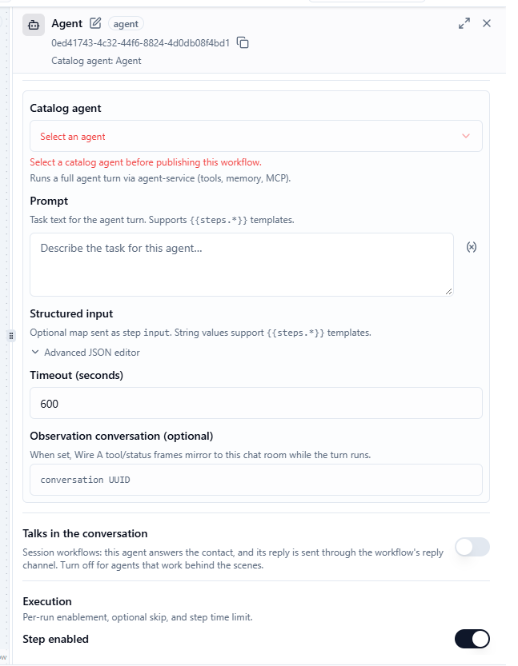 Agent agent
0ed41743-4c32-44f6-8824-4d0db08f4bd1
Catalog agent: Agent
Catalog agent
Select an agent
Select a catalog agent before publishing this workflow.
Runs a full agent turn via agent-service (tools, memory, MCP).
Prompt
Task text for the agent turn. Supports {{steps.*}} templates.
Describe the task for this agent...
(x)
Structured input
Optional map sent as step input. String values support {{steps.*}} templates.
Advanced JSON editor
Timeout (seconds)
600
Observation conversation (optional)
When set, Wire A tool/status frames mirror to this chat room while the turn runs.
conversation UUID
Talks in the conversation
Session workflows: this agent answers the contact, and its reply is sent through the workflow's reply
channel. Turn off for agents that work behind the scenes.
Execution
Per-run enablement, optional skip, and step time limit.
Step enabled